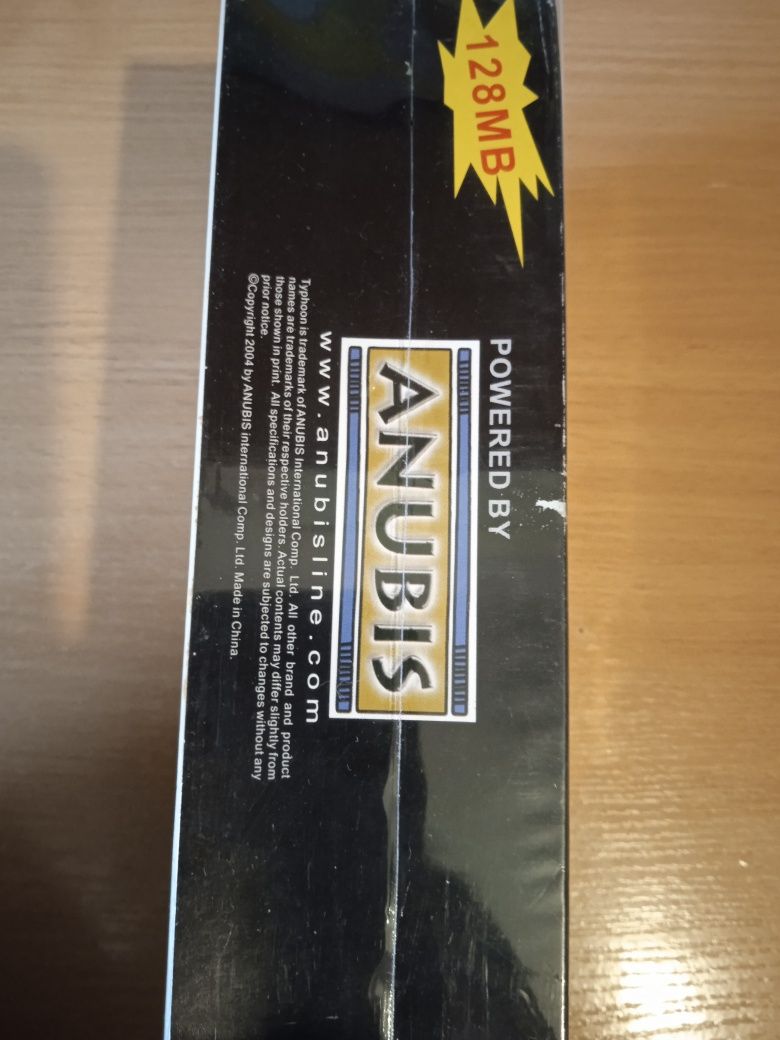 128MB
POWERED BY
ANUBIS
www.anubisline.com
Typhoon is trademark of ANUBIS International Comp. Ltd. All other brand and product
names are trademarks of their respective holders. Actual contents may differ slightly from
those shown in print. All specifications and designs are subjected to changes without any
prior notice.
©Copyright 2004 by ANUBIS international Comp. Ltd. Made in China.